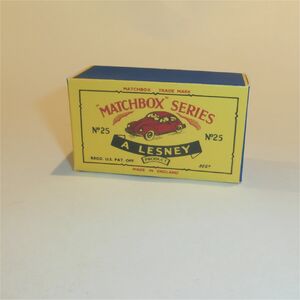 MATCHBOX TRADE MARK
"MATCHBOX" SERIES
Nº25 Nº25
A LESNEY
PRODUCT
REGD. U.S. PAT. OFF. REGD
MADE IN ENGLAND